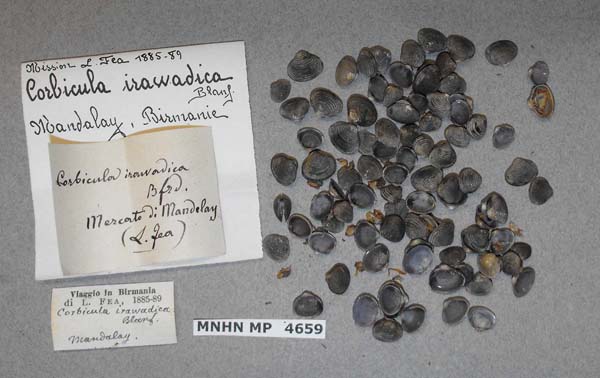 Mission L. Fea 1885-89
Corbicula irawadica
Blanf.
Mandalay, Birmanie
Corbicula irawadica
Bfrd.
Mercato di Mandalay
(L. Fea)
Viaggio in Birmania
di L. FEA, 1885-89
Corbicula irawadica
Blanf.
Mandalay.
MNHN MP 4659